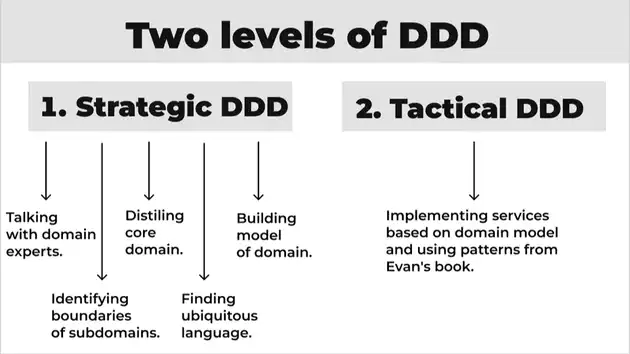 Two levels of DDD
1. Strategic DDD
2. Tactical DDD
Talking
with domain
experts.
Identifying
boundaries
of subdomains.
Distiling
core
domain.
Finding
ubiquitous
language.
Building
model
of domain.
Implementing services
based on domain model
and using patterns from
Evan's book.